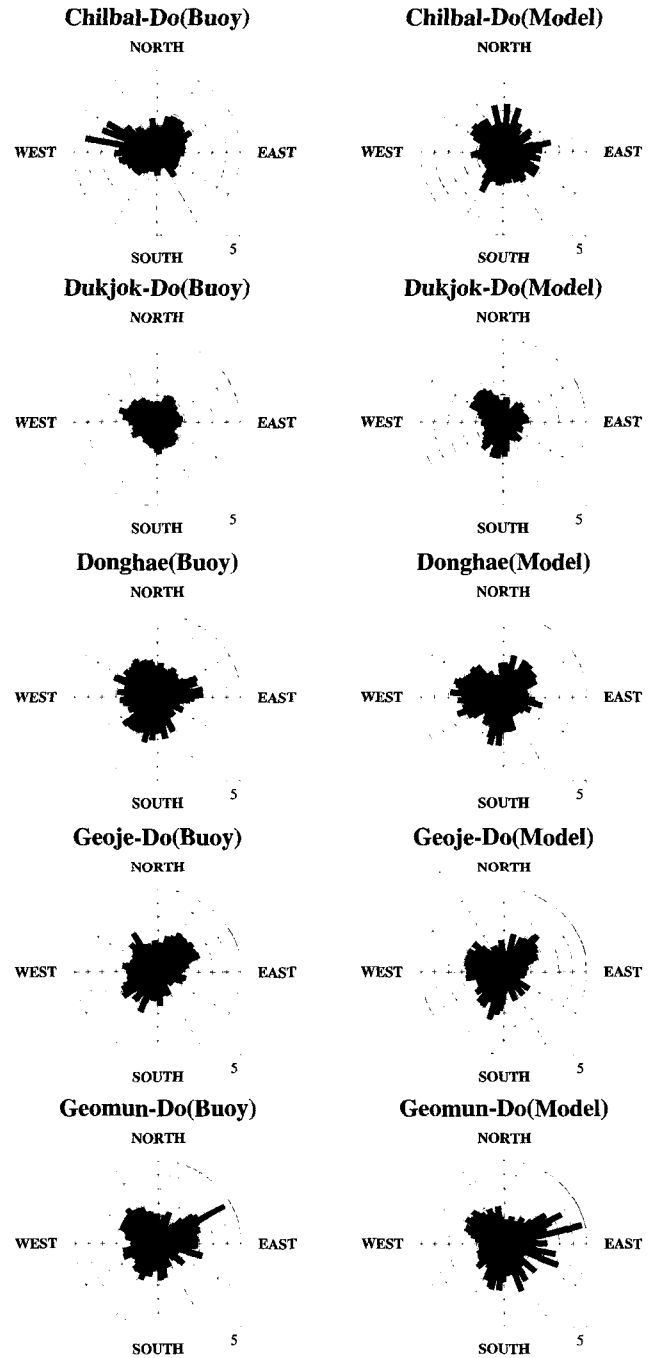 Chilbal-Do(Buoy) Chilbal-Do(Model)
NORTH NORTH
WEST EAST WEST EAST
SOUTH 5 SOUTH 5
Dukjok-Do(Buoy) Dukjok-Do(Model)
NORTH NORTH
WEST EAST WEST EAST
SOUTH 5 SOUTH 5
Donghae(Buoy) Donghae(Model)
NORTH NORTH
WEST EAST WEST EAST
SOUTH 5 SOUTH 5
Geoje-Do(Buoy) Geoje-Do(Model)
NORTH NORTH
WEST EAST WEST EAST
SOUTH 5 SOUTH 5
Geomun-Do(Buoy) Geomun-Do(Model)
NORTH NORTH
WEST EAST WEST EAST
SOUTH 5 SOUTH 5